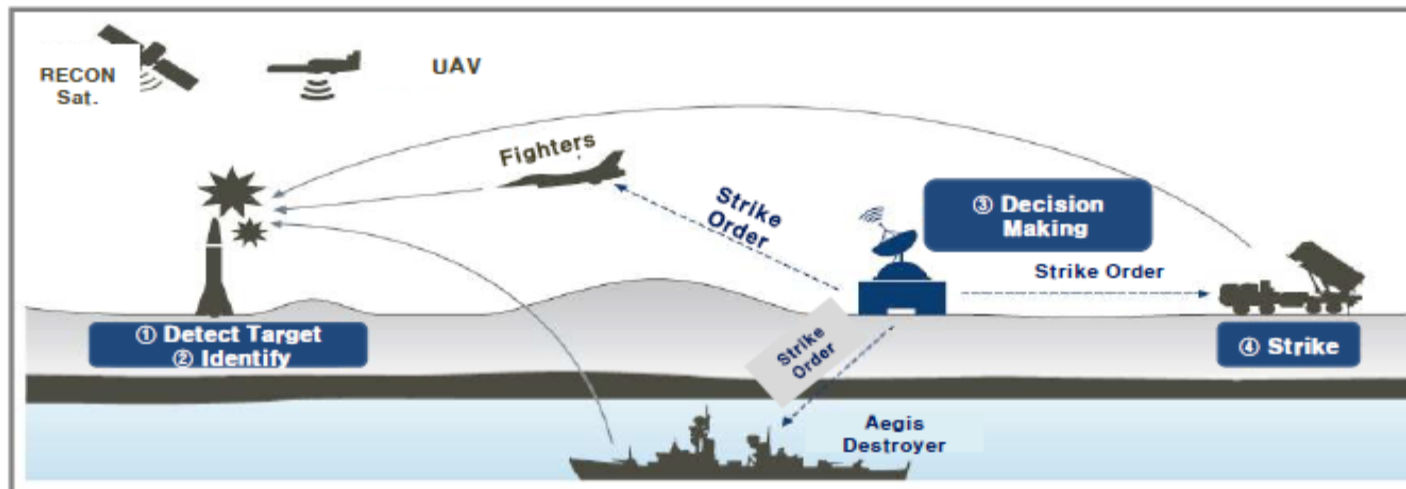 RECON
Sat.
UAV
Fighters
Strike
Order
③ Decision
Making
Strike Order
① Detect Target
② Identify
Strike
Order
④ Strike
Aegis
Destroyer